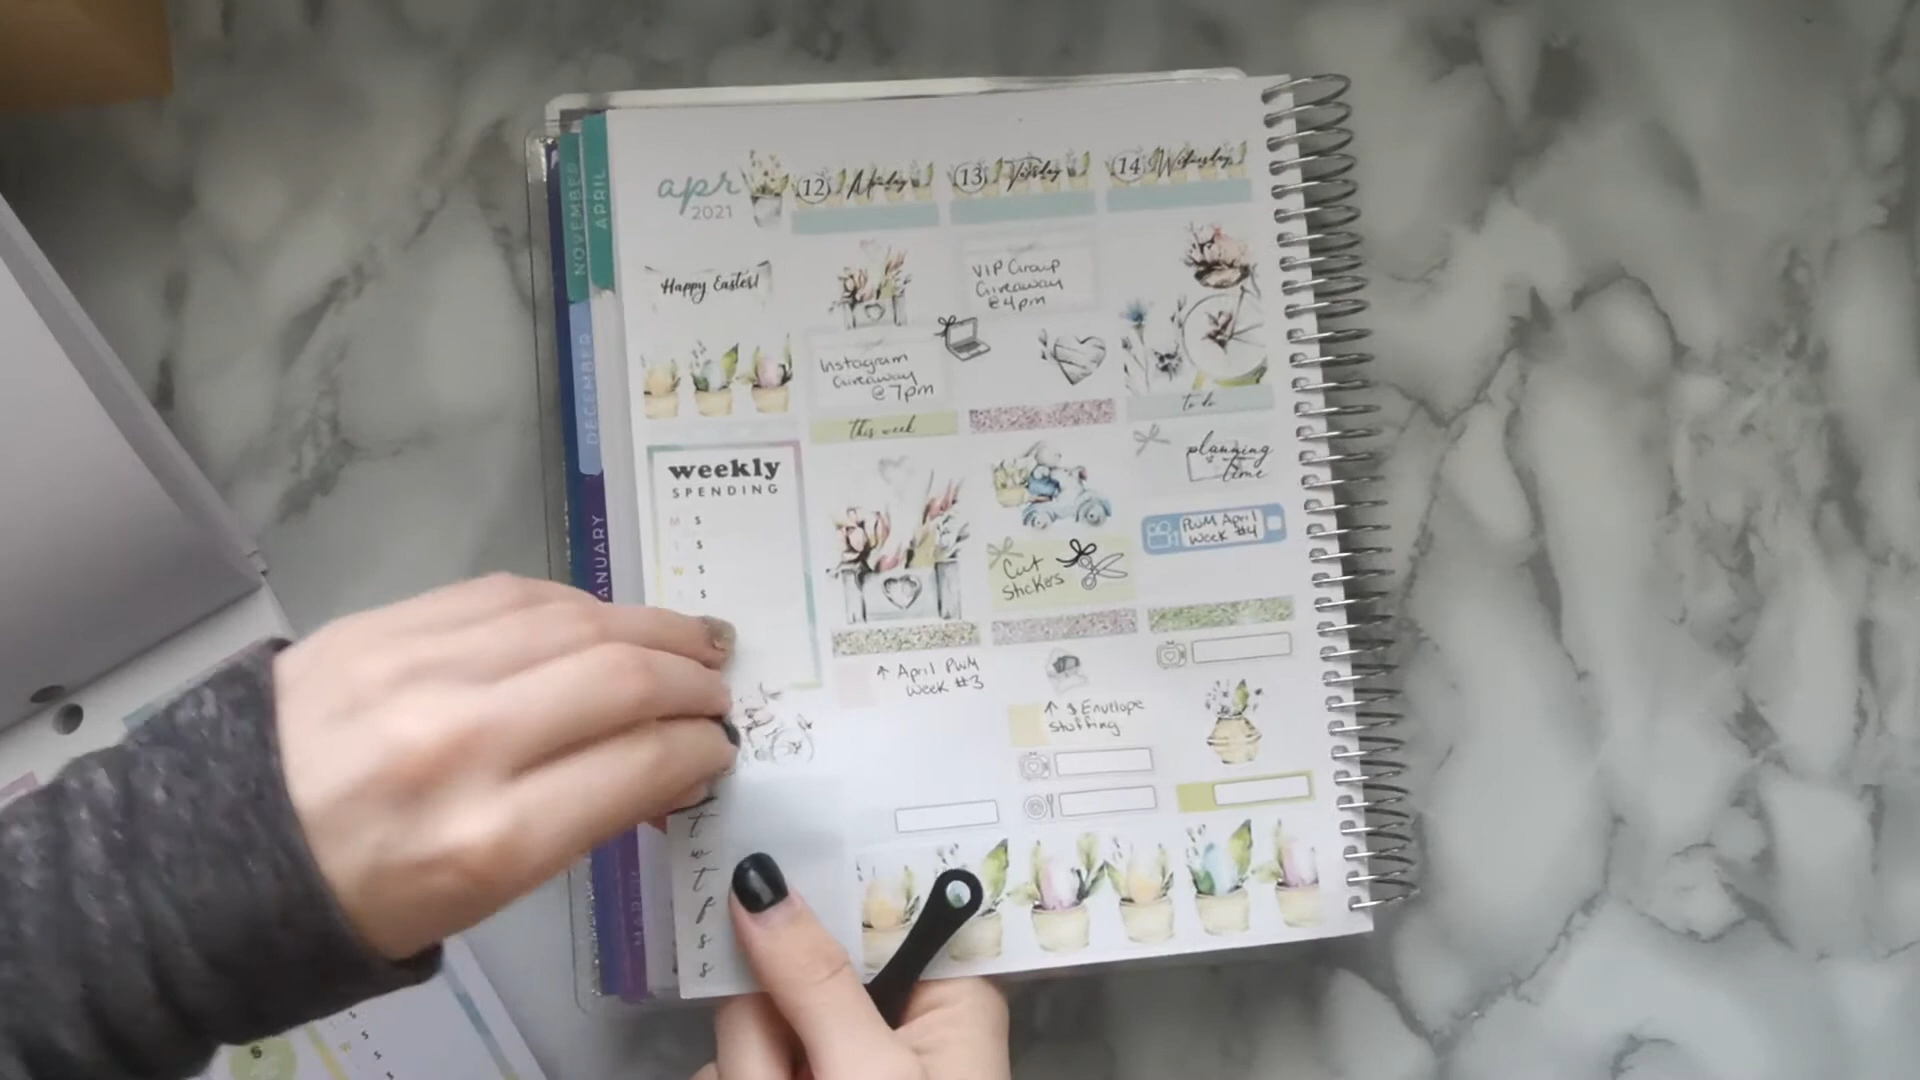 NOVEMBER
APRIL
DECEMBER
ANUARY
apr
2021
12 Monday
13 Tuesday
14 Wednesday
Happy Easter!
weekly
SPENDING
M $
$
W $
$
t
w
t
f
s
s
Instagram
Giveaway
@ 7pm
this week
↑ April PWM
Week #3
VIP Group
Giveaway
@ 4pm
Cut
Stickers
↑ $ Envelope
Stuffing
to do
planning
time
PWM April
Week #4
$
$
W $
$
$